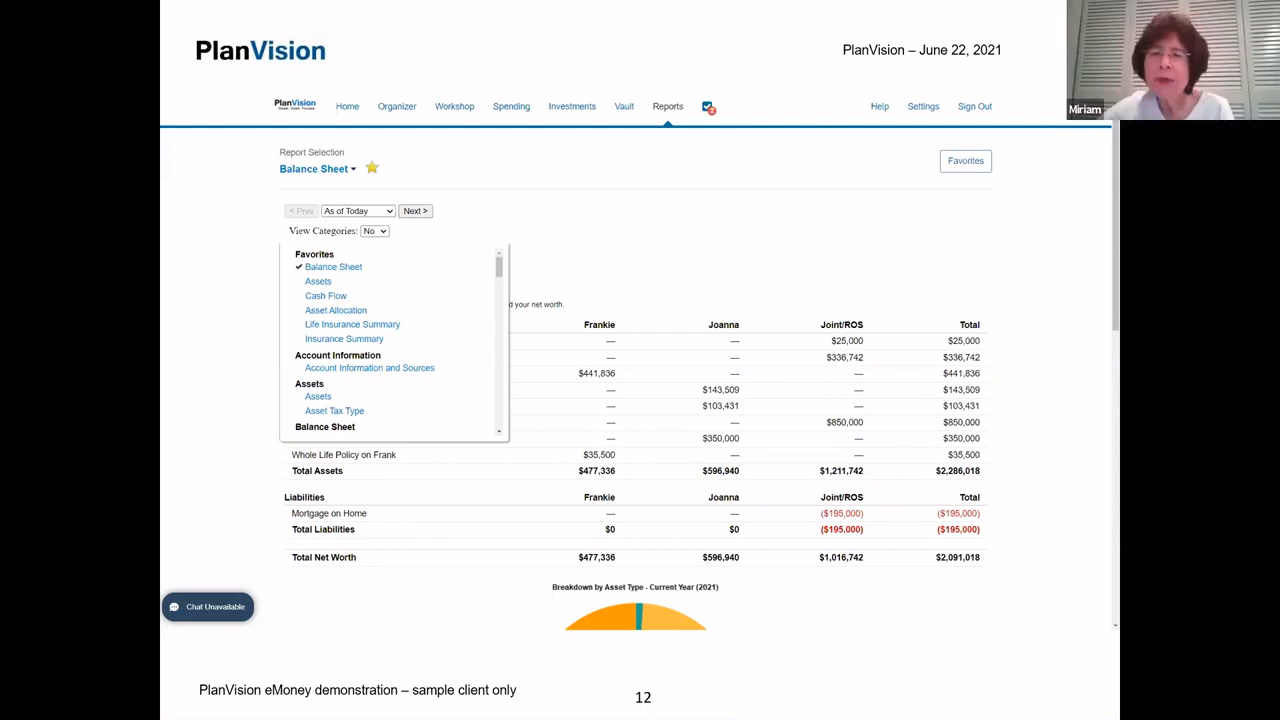 PlanVision
PlanVision – June 22, 2021
Miriam
PlanVision
Home Organizer Workshop Spending Investments Vault Reports 2 Help Settings Sign Out
Report Selection
Balance Sheet
Favorites
< Prev As of Today Next >
View Categories: No
Favorites
Balance Sheet
Assets
Cash Flow
Asset Allocation
Life Insurance Summary
Insurance Summary
Account Information
Account Information and Sources
Assets
Assets
Asset Tax Type
Balance Sheet
d your net worth.
Frankie Joanna Joint/ROS Total
— — $25,000 $25,000
— — $336,742 $336,742
$441,836 — — $441,836
— $143,509 — $143,509
— $103,431 — $103,431
— — $850,000 $850,000
— $350,000 — $350,000
Whole Life Policy on Frank $35,500 — — $35,500
Total Assets $477,336 $596,940 $1,211,742 $2,286,018
Liabilities Frankie Joanna Joint/ROS Total
Mortgage on Home — — ($195,000) ($195,000)
Total Liabilities $0 $0 ($195,000) ($195,000)
Total Net Worth $477,336 $596,940 $1,016,742 $2,091,018
Breakdown by Asset Type - Current Year (2021)
Chat Unavailable
PlanVision eMoney demonstration – sample client only
12